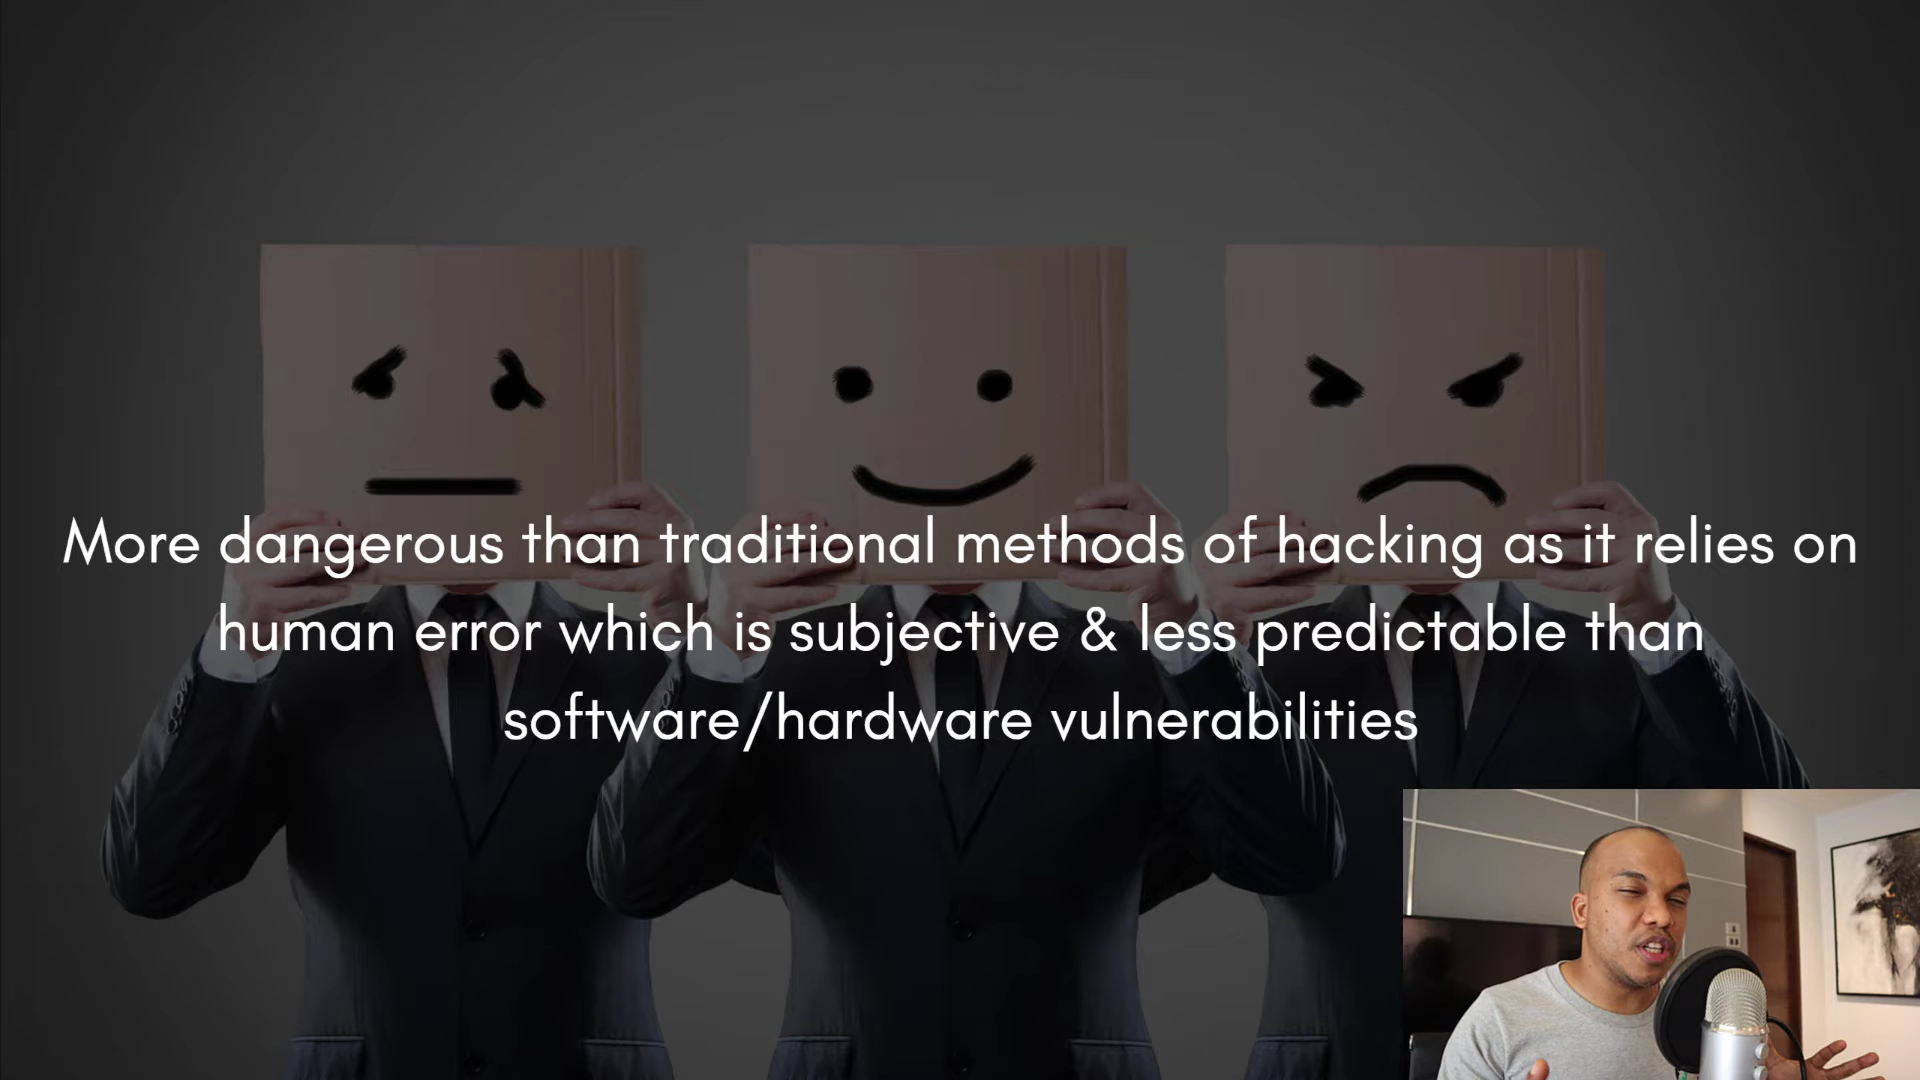 More dangerous than traditional methods of hacking as it relies on
human error which is subjective & less predictable than
software/hardware vulnerabilities